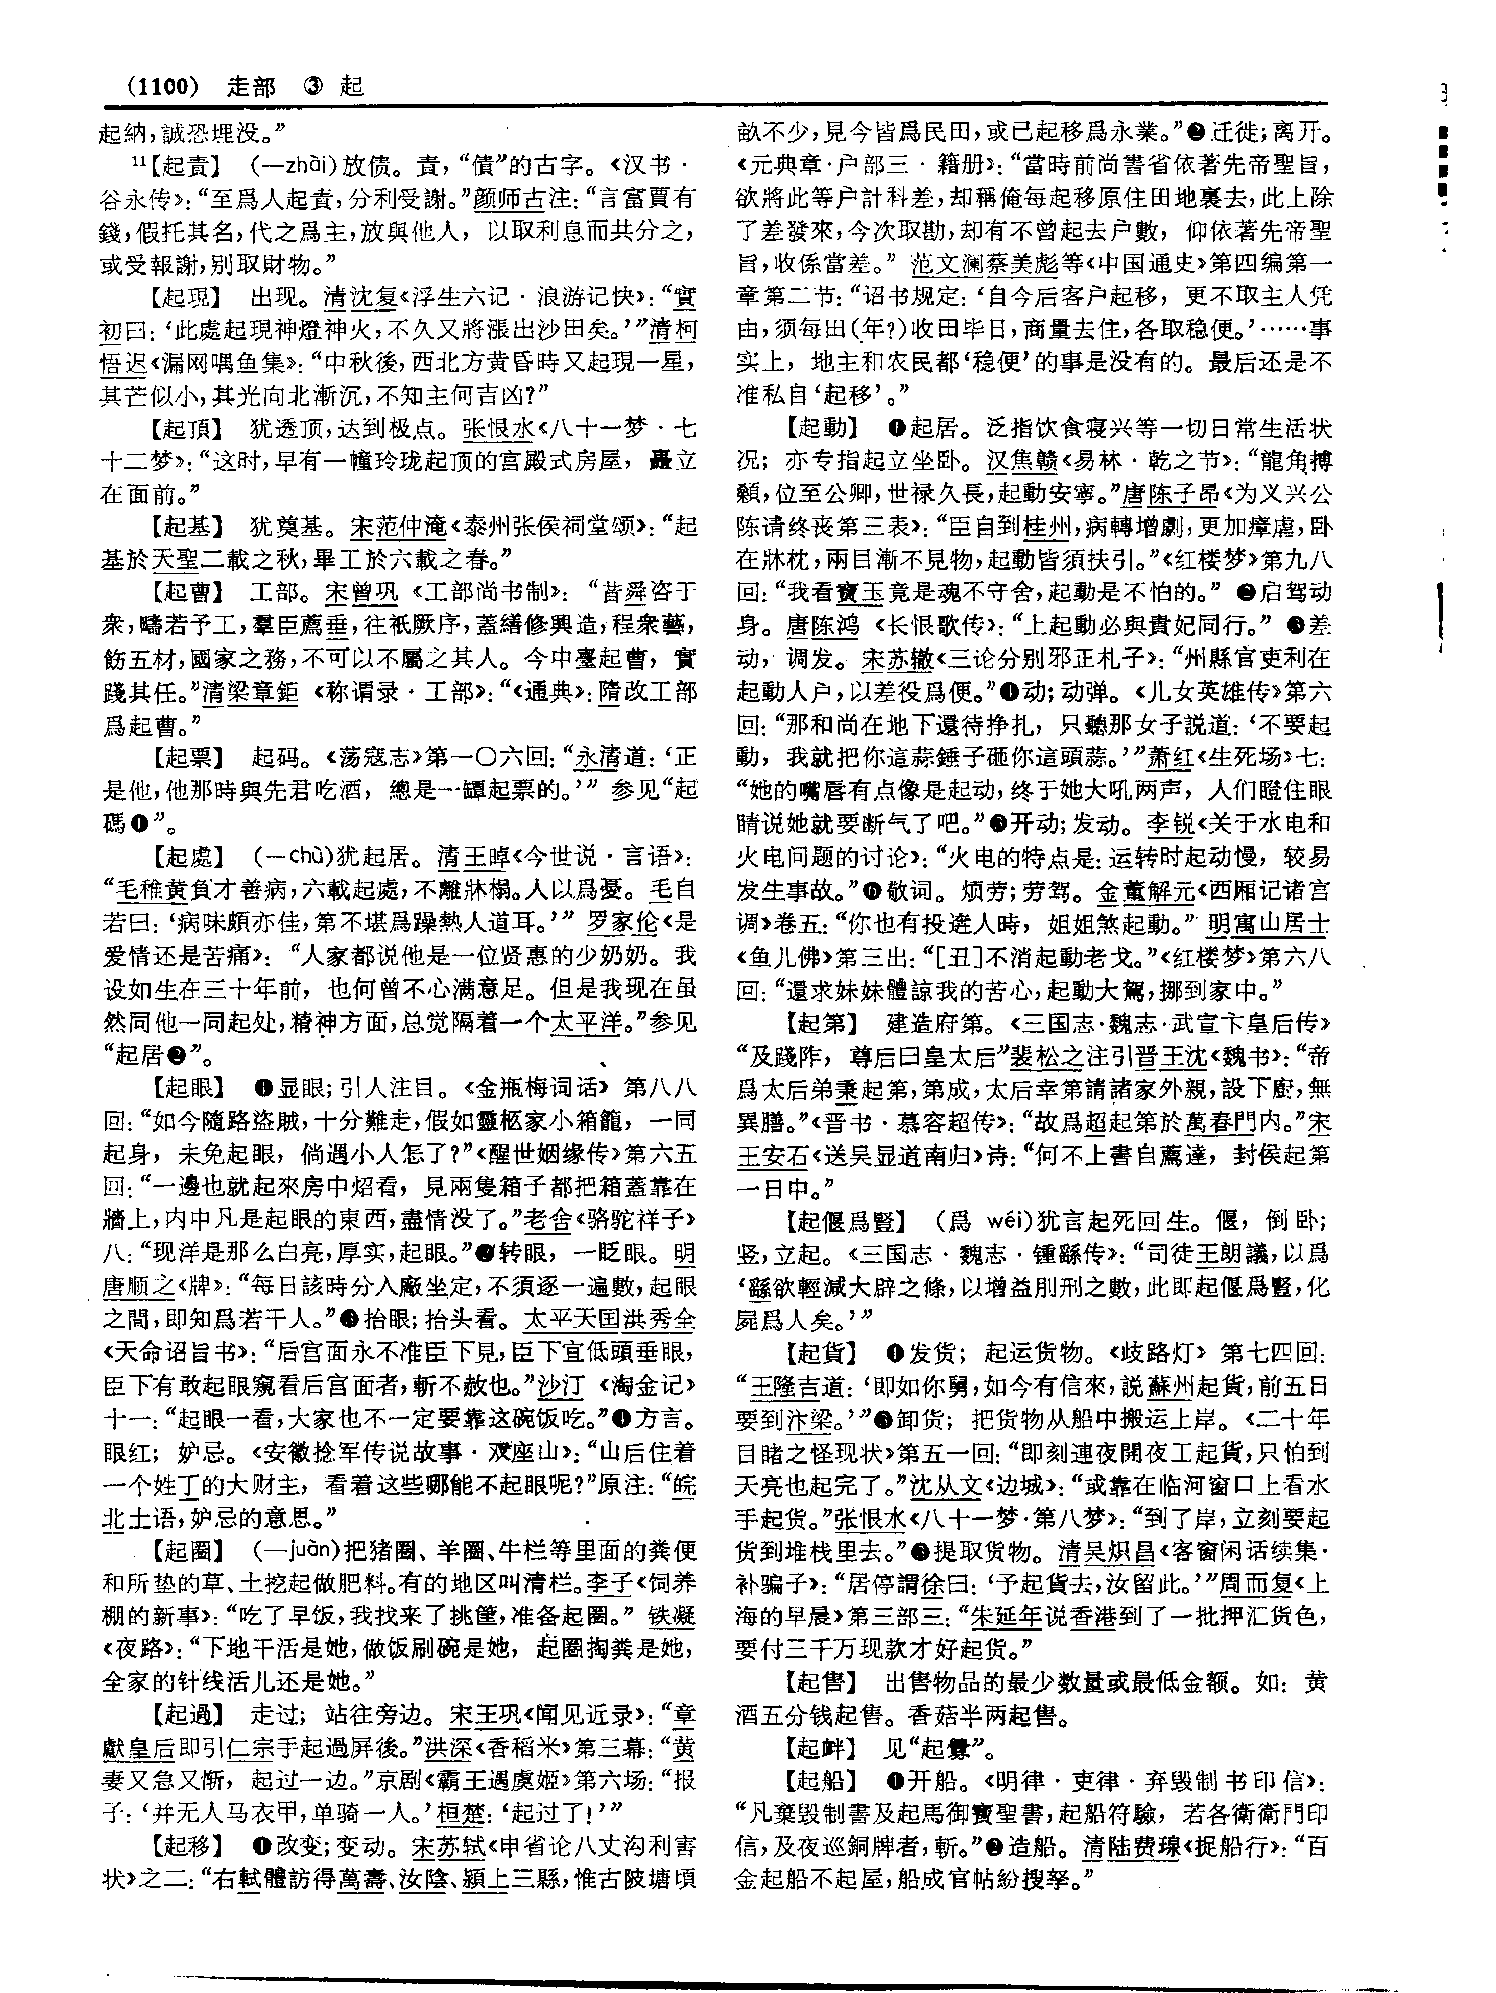 (1100) 走部 ③ 起
起納，誠恐埋没。”
11【起責】 (—zhài)放债。責，“債”的古字。《汉书·
谷永传》：“至爲人起責，分利受謝。”颜师古注：“言富賈有
錢，假托其名，代之爲主，放與他人，以取利息而共分之，
或受報謝，别取財物。”
【起現】 出现。清沈复《浮生六记·浪游记快》：“實
初曰：‘此處起現神燈神火，不久又將漲出沙田矣。’”清柯
悟迟《漏网喁鱼集》：“中秋後，西北方黄昏時又起現一星，
其芒似小，其光向北漸沉，不知主何吉凶？”
【起頂】 犹透顶，达到极点。张恨水《八十一梦·七
十二梦》：“这时，早有一幢玲珑起顶的宫殿式房屋，矗立
在面前。”
【起基】 犹奠基。宋范仲淹《泰州张侯祠堂颂》：“起
基於天聖二載之秋，畢工於六載之春。”
【起曹】 工部。宋曾巩《工部尚书制》：“昔舜咨于
衆，疇若予工，羣臣薦垂，往祇厥序，蓋繕修興造，程衆藝，
飭五材，國家之務，不可以不屬之其人。今中臺起曹，實
踐其任。”清梁章鉅《称谓录·工部》：“《通典》：隋改工部
爲起曹。”
【起票】 起码。《荡寇志》第一〇六回：“永清道：‘正
是他，他那時與先君吃酒，總是一罈起票的。’”参见“起
碼❶”。
【起處】 (—chù)犹起居。清王晫《今世说·言语》：
“毛稚黄負才善病，六載起處，不離牀榻。人以爲憂。毛自
若曰：‘病味頗亦佳，第不堪爲躁熱人道耳。’”罗家伦《是
爱情还是苦痛》：“人家都说他是一位贤惠的少奶奶。我
设如生在三十年前，也何曾不心满意足。但是我现在虽
然同他一同起处，精神方面，总觉隔着一个太平洋。”参见
“起居❷”。
【起眼】 ❶显眼；引人注目。《金瓶梅词话》第八八
回：“如今隨路盗賊，十分難走，假如靈柩家小箱籠，一同
起身，未免起眼，倘遇小人怎了？”《醒世姻缘传》第六五
回：“一邊也就起來房中炤看，見兩隻箱子都把箱蓋靠在
牆上，内中凡是起眼的東西，盡情没了。”老舍《骆驼祥子》
八：“现洋是那么白亮，厚实，起眼。”❷转眼，一眨眼。明
唐顺之《牌》：“每日該時分入廠坐定，不須逐一遍數，起眼
之間，即知爲若干人。”❸抬眼；抬头看。太平天国洪秀全
《天命诏旨书》：“后宫面永不准臣下見，臣下宜低頭垂眼，
臣下有敢起眼窺看后宫面者，斬不赦也。”沙汀《淘金记》
十一：“起眼一看，大家也不一定要靠这碗饭吃。”❹方言。
眼红；妒忌。《安徽捻军传说故事·双座山》：“山后住着
一个姓丁的大财主，看着这些哪能不起眼呢？”原注：“皖
北土语，妒忌的意思。”
【起圈】 (—juàn)把猪圈、羊圈、牛栏等里面的粪便
和所垫的草、土挖起做肥料。有的地区叫清栏。李子《饲养
棚的新事》：“吃了早饭，我找来了挑筐，准备起圈。”铁凝
《夜路》：“下地干活是她，做饭刷碗是她，起圈掏粪是她，
全家的针线活儿还是她。”
【起過】 走过；站往旁边。宋王巩《闻见近录》：“章
獻皇后即引仁宗手起過屏後。”洪深《香稻米》第三幕：“黄
妻又急又惭，起过一边。”京剧《霸王遇虞姬》第六场：“报
子：‘并无人马衣甲，单骑一人。’桓楚：‘起过了！’”
【起移】 ❶改变；变动。宋苏轼《申省论八丈沟利害
状》之二：“右軾體訪得萬壽、汝陰、潁上三縣，惟古陂塘頃
畝不少，見今皆爲民田，或已起移爲永業。”❷迁徙；离开。
《元典章·户部三·籍册》：“當時前尚書省依著先帝聖旨，
欲將此等户計科差，却稱俺每起移原住田地裏去，此上除
了差發來，今次取勘，却有不曾起去户數，仰依著先帝聖
旨，收係當差。”范文澜蔡美彪等《中国通史》第四编第一
章第二节：“诏书规定：‘自今后客户起移，更不取主人凭
由，须每田(年？)收田毕日，商量去住，各取稳便。’……事
实上，地主和农民都‘稳便’的事是没有的。最后还是不
准私自‘起移’。”
【起動】 ❶起居。泛指饮食寝兴等一切日常生活状
况；亦专指起立坐卧。汉焦赣《易林·乾之节》：“龍角搏
顙，位至公卿，世禄久長，起動安寧。”唐陈子昂《为义兴公
陈请终丧第三表》：“臣自到桂州，病轉增劇，更加瘴虐，卧
在牀枕，兩目漸不見物，起動皆須扶引。”《红楼梦》第九八
回：“我看寶玉竟是魂不守舍，起動是不怕的。”❷启驾动
身。唐陈鸿《长恨歌传》：“上起動必與貴妃同行。”❸差
动，调发。宋苏辙《三论分别邪正札子》：“州縣官吏利在
起動人户，以差役爲便。”❹动；动弹。《儿女英雄传》第六
回：“那和尚在地下還待挣扎，只聽那女子説道：‘不要起
動，我就把你這蒜錘子砸你這頭蒜。’”萧红《生死场》七：
“她的嘴唇有点像是起动，终于她大吼两声，人们瞪住眼
睛说她就要断气了吧。”❺开动；发动。李锐《关于水电和
火电问题的讨论》：“火电的特点是：运转时起动慢，较易
发生事故。”❻敬词。烦劳；劳驾。金董解元《西厢记诸宫
调》卷五：“你也有投逩人時，姐姐煞起動。”明寓山居士
《鱼儿佛》第三出：“[丑]不消起動老戈。”《红楼梦》第六八
回：“還求妹妹體諒我的苦心，起動大駕，挪到家中。”
【起第】 建造府第。《三国志·魏志·武宣卞皇后传》
“及踐阼，尊后曰皇太后”裴松之注引晋王沈《魏书》：“帝
爲太后弟秉起第，第成，太后幸第請諸家外親，設下廚，無
異膳。”《晋书·慕容超传》：“故爲超起第於萬春門内。”宋
王安石《送吴显道南归》诗：“何不上書自薦達，封侯起第
一日中。”
【起偃爲豎】 (爲 wéi)犹言起死回生。偃，倒卧；
竖，立起。《三国志·魏志·锺繇传》：“司徒王朗議，以爲
‘繇欲輕減大辟之條，以增益刖刑之數，此即起偃爲豎，化
屍爲人矣。’”
【起貨】 ❶发货；起运货物。《歧路灯》第七四回：
“王隆吉道：‘即如你舅，如今有信來，説蘇州起貨，前五日
要到汴梁。’”❷卸货；把货物从船中搬运上岸。《二十年
目睹之怪现状》第五一回：“即刻連夜開夜工起貨，只怕到
天亮也起完了。”沈从文《边城》：“或靠在临河窗口上看水
手起货。”张恨水《八十一梦·第八梦》：“到了岸，立刻要起
货到堆栈里去。”❸提取货物。清吴炽昌《客窗闲话续集·
补骗子》：“居停謂徐曰：‘予起貨去，汝留此。’”周而复《上
海的早晨》第三部三：“朱延年说香港到了一批押汇货色，
要付三千万现款才好起货。”
【起售】 出售物品的最少数量或最低金额。如：黄
酒五分钱起售。香菇半两起售。
【起衅】 见“起釁”。
【起船】 ❶开船。《明律·吏律·弃毁制书印信》：
“凡棄毁制書及起馬御寶聖書，起船符驗，若各衛衙門印
信，及夜巡銅牌者，斬。”❷造船。清陆费瑔《捉船行》：“百
金起船不起屋，船成官帖紛搜孥。”